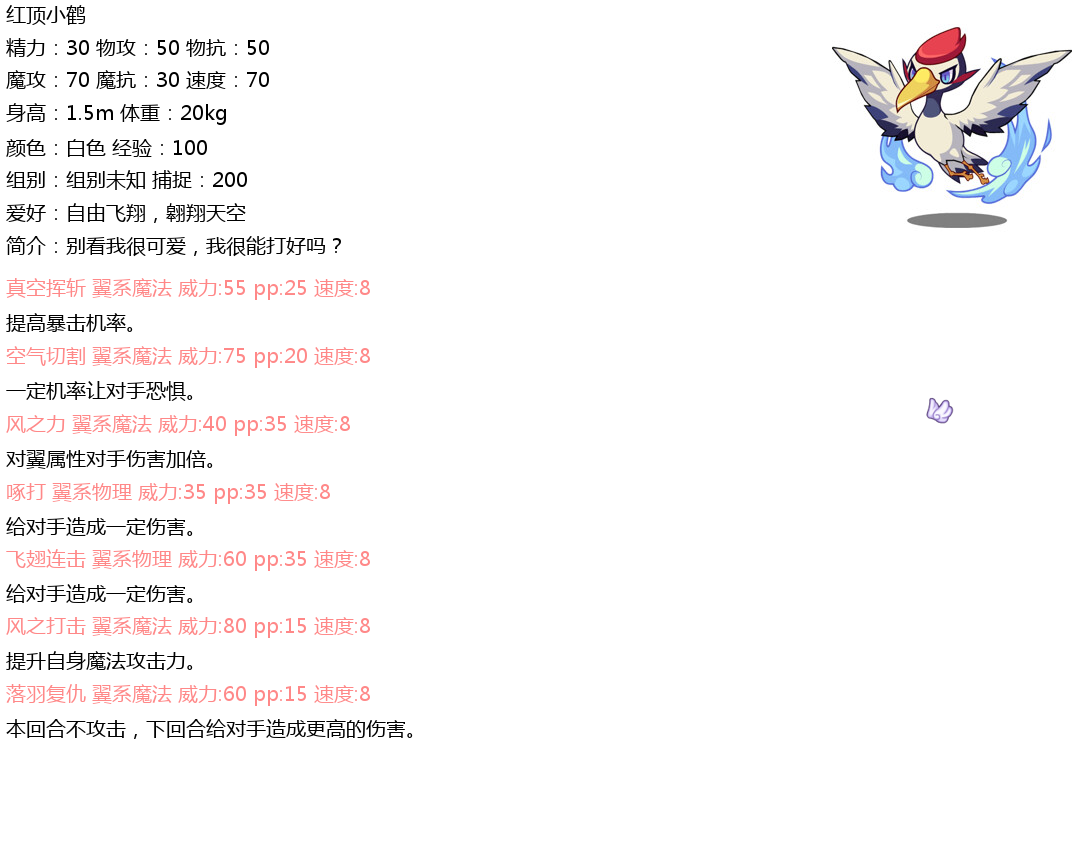 红顶小鹤
精力：30 物攻：50 物抗：50
魔攻：70 魔抗：30 速度：70
身高：1.5m 体重：20kg
颜色：白色 经验：100
组别：组别未知 捕捉：200
爱好：自由飞翔，翱翔天空
简介：别看我很可爱，我很能打好吗？
真空挥斩 翼系魔法 威力:55 pp:25 速度:8
提高暴击机率。
空气切割 翼系魔法 威力:75 pp:20 速度:8
一定机率让对手恐惧。
风之力 翼系魔法 威力:40 pp:35 速度:8
对翼属性对手伤害加倍。
啄打 翼系物理 威力:35 pp:35 速度:8
给对手造成一定伤害。
飞翅连击 翼系物理 威力:60 pp:35 速度:8
给对手造成一定伤害。
风之打击 翼系魔法 威力:80 pp:15 速度:8
提升自身魔法攻击力。
落羽复仇 翼系魔法 威力:60 pp:15 速度:8
本回合不攻击，下回合给对手造成更高的伤害。